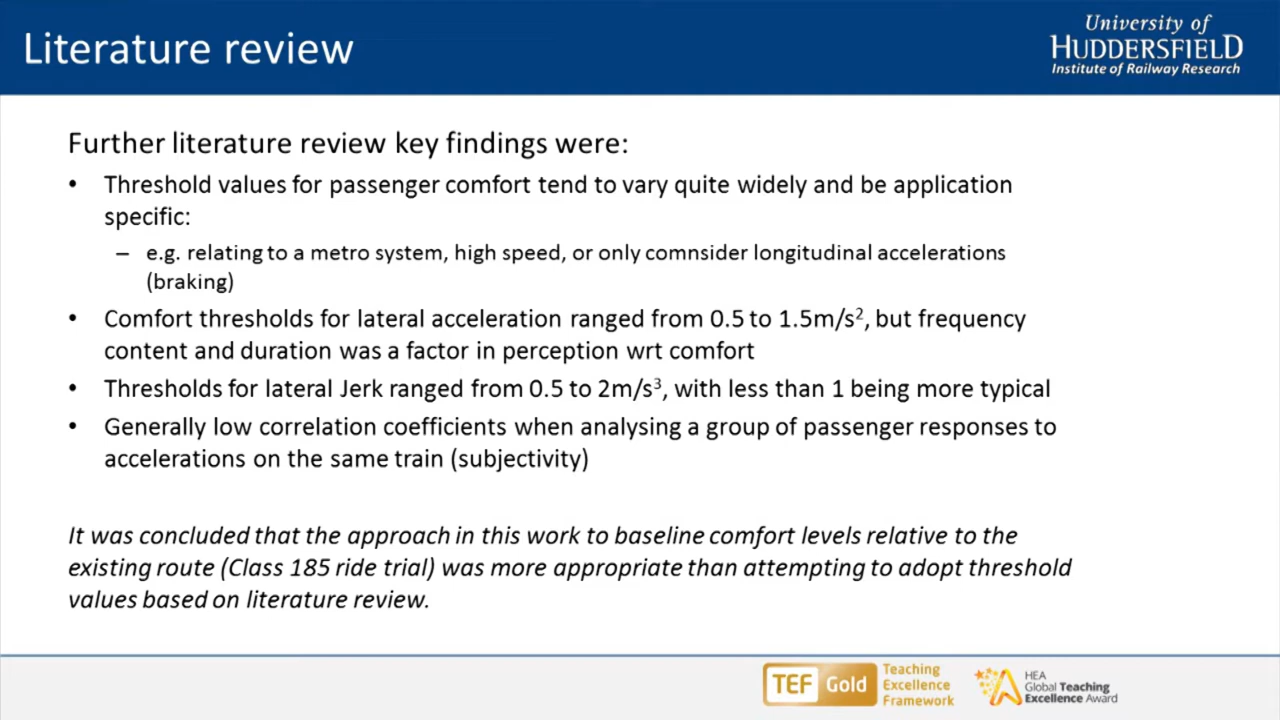 Literature review
University of
HUDDERSFIELD
Institute of Railway Research
Further literature review key findings were:
• Threshold values for passenger comfort tend to vary quite widely and be application
specific:
– e.g. relating to a metro system, high speed, or only comnsider longitudinal accelerations
(braking)
• Comfort thresholds for lateral acceleration ranged from 0.5 to 1.5m/s², but frequency
content and duration was a factor in perception wrt comfort
• Thresholds for lateral Jerk ranged from 0.5 to 2m/s³, with less than 1 being more typical
• Generally low correlation coefficients when analysing a group of passenger responses to
accelerations on the same train (subjectivity)
It was concluded that the approach in this work to baseline comfort levels relative to the
existing route (Class 185 ride trial) was more appropriate than attempting to adopt threshold
values based on literature review.
TEF Gold
Teaching
Excellence
Framework
HEA
Global Teaching
Excellence Award